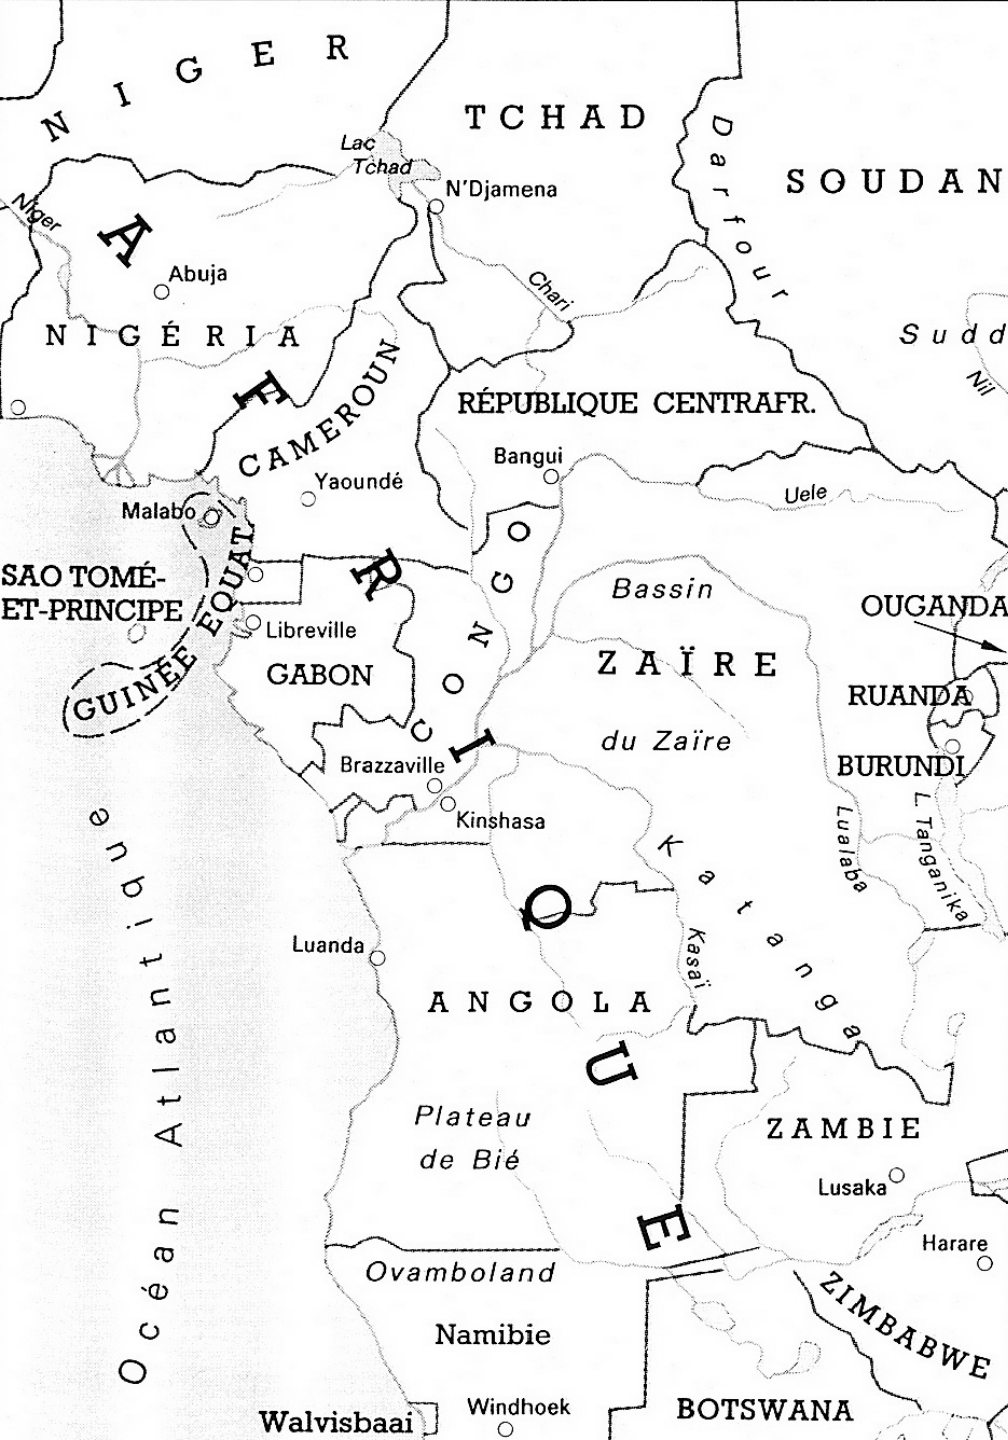 NIGER
TCHAD
Darfour
SOUDAN
Lac
Tchad
N'Djamena
Niger
Abuja
Chari
NIGÉRIA
Sudd
Nil
CAMEROUN
RÉPUBLIQUE CENTRAFR.
Bangui
Yaoundé
Uele
Malabo
SAO TOMÉ-
ET-PRINCIPE
GUINÉE ÉQUAT.
Libreville
GABON
CONGO
Bassin
du Zaïre
ZAÏRE
OUGANDA
RUANDA
BURUNDI
Brazzaville
Kinshasa
Lualaba
L. Tanganika
Katanga
Kasaï
Océan Atlantique
Luanda
ANGOLA
AFRIQUE
Plateau
de Bié
ZAMBIE
Lusaka
Harare
Ovamboland
Namibie
ZIMBABWE
Walvisbaai
Windhoek
BOTSWANA